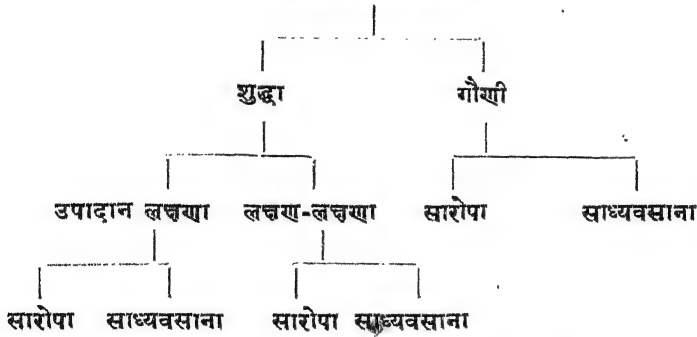 शुद्धा गौणी
उपादान लक्षणा लक्षण-लक्षणा सारोपा साध्यवसाना
सारोपा साध्यवसाना सारोपा साध्यवसाना